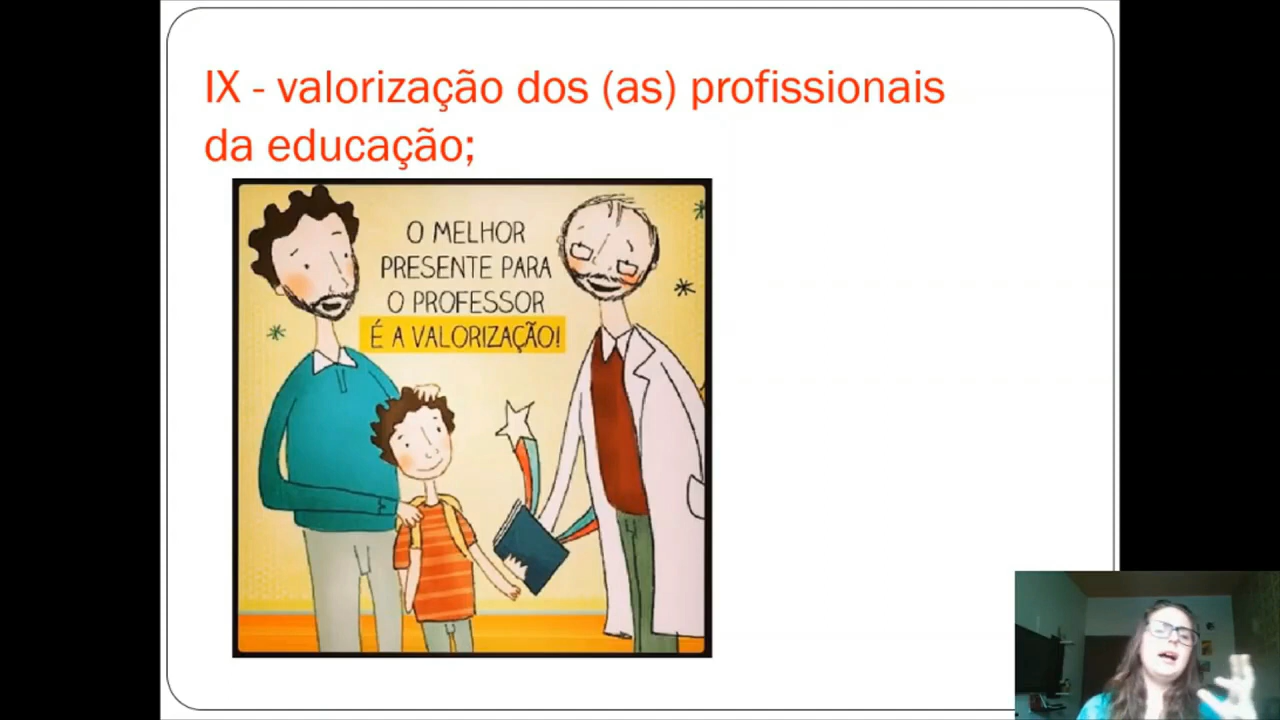 IX - valorização dos (as) profissionais
da educação;
O MELHOR
PRESENTE PARA
O PROFESSOR
É A VALORIZAÇÃO!